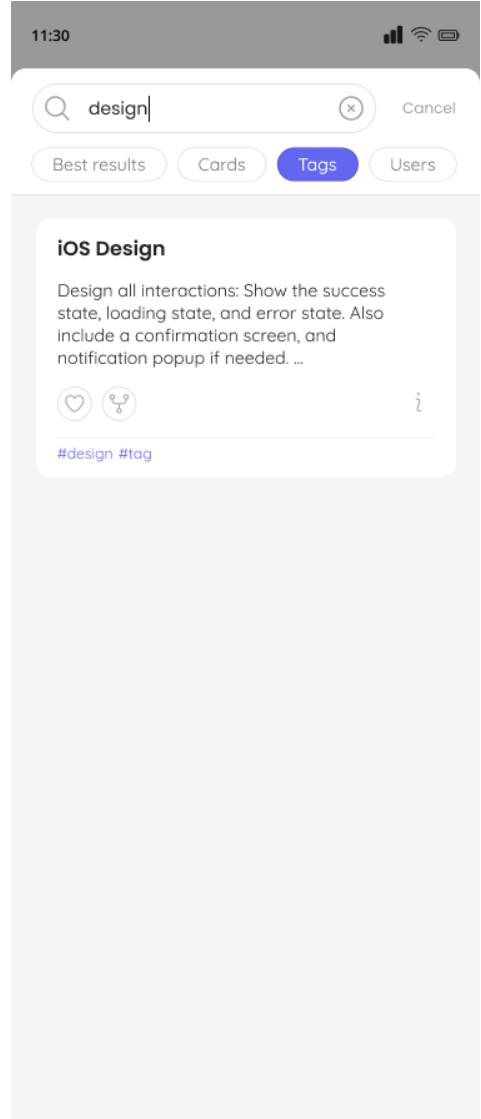 11:30
design
Cancel
Best results
Cards
Tags
Users
iOS Design
Design all interactions: Show the success
state, loading state, and error state. Also
include a confirmation screen, and
notification popup if needed. ...
i
#design #tag